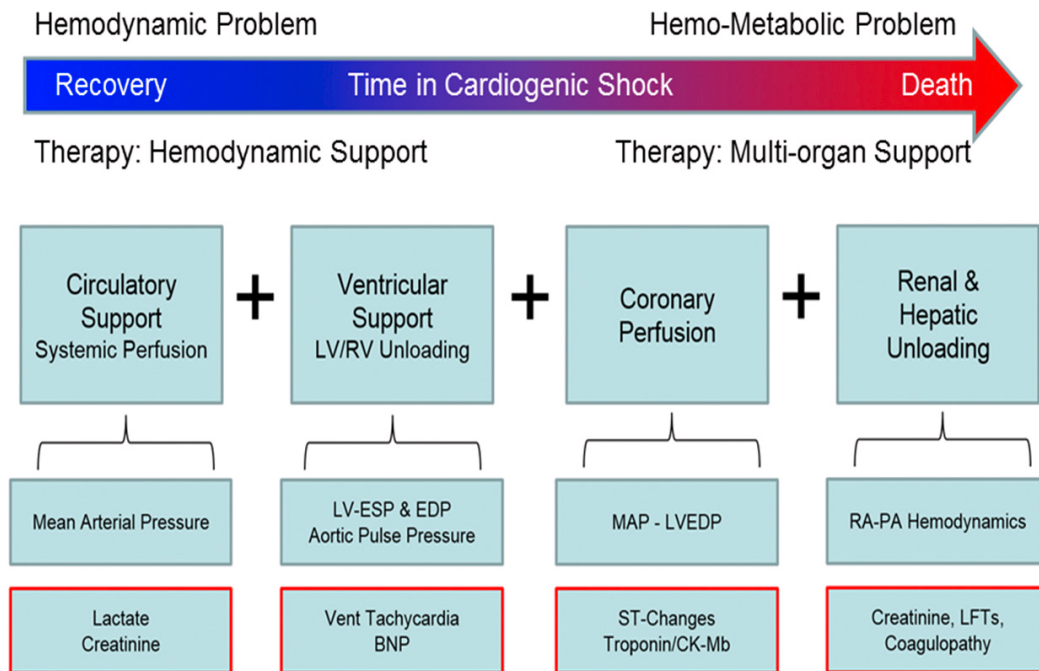 Hemodynamic Problem
Hemo-Metabolic Problem
Recovery
Time in Cardiogenic Shock
Death
Therapy: Hemodynamic Support
Therapy: Multi-organ Support
Circulatory
Support
Systemic Perfusion
+
Ventricular
Support
LV/RV Unloading
+
Coronary
Perfusion
+
Renal &
Hepatic
Unloading
Mean Arterial Pressure
LV-ESP & EDP
Aortic Pulse Pressure
MAP - LVEDP
RA-PA Hemodynamics
Lactate
Creatinine
Vent Tachycardia
BNP
ST-Changes
Troponin/CK-Mb
Creatinine, LFTs,
Coagulopathy